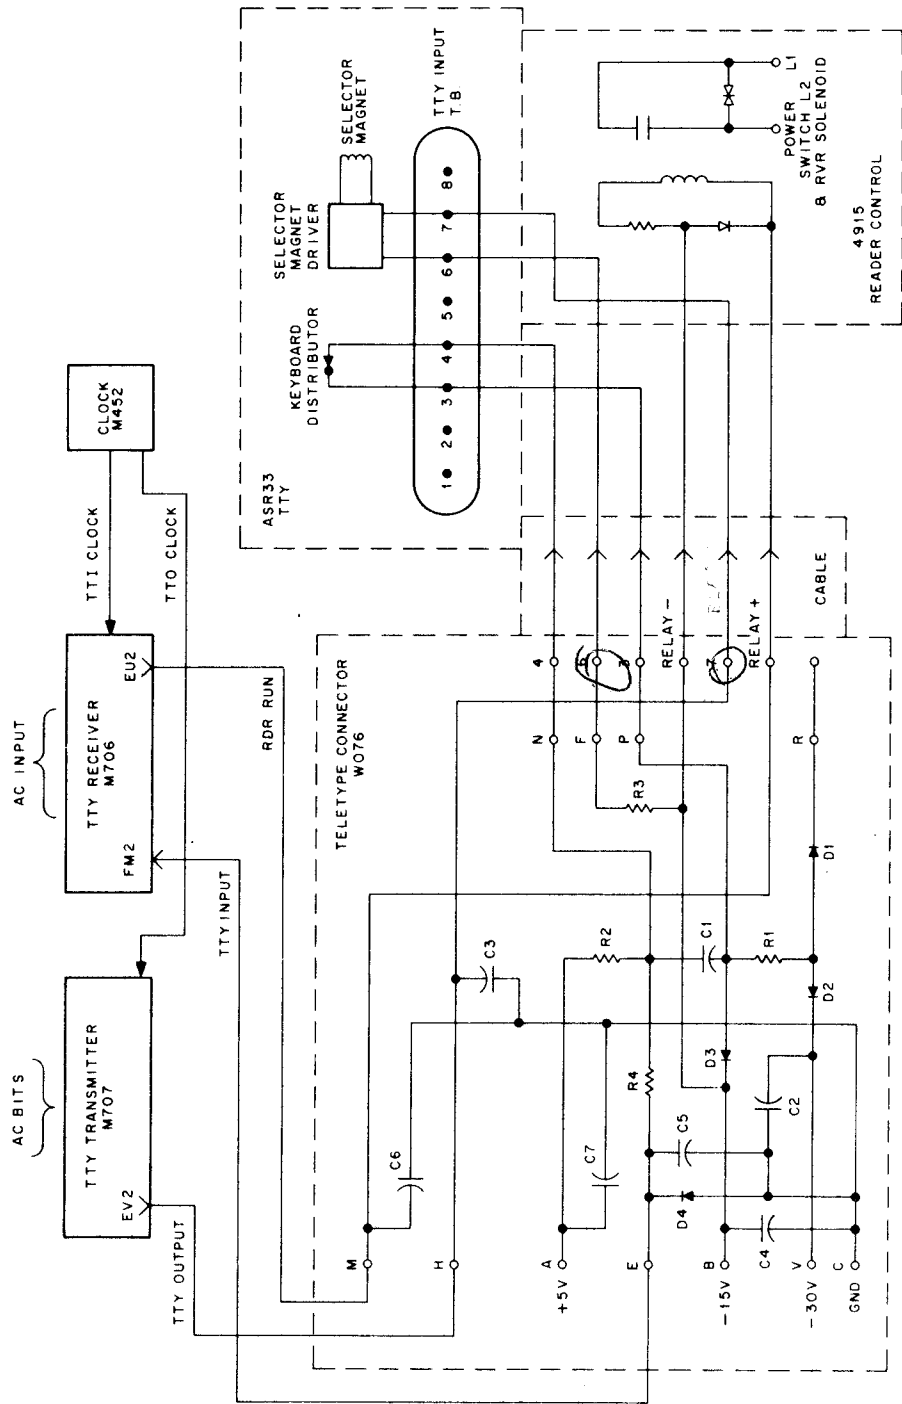 AC BITS
TTY TRANSMITTER
M707
EV2
TTY OUTPUT
AC INPUT
TTY RECEIVER
M706
FM2
EU2
TTY INPUT
RDR RUN
TTI CLOCK
TTO CLOCK
CLOCK
M452
TELETYPE CONNECTOR
W076
M
H
A
+5V
E
B
-15V
V
-30V
C
GND
C6
C3
C7
R2
R4
C5
D4
C4
C2
D3
C1
R1
D2
D1
R3
N
F
P
R
4
6
3
RELAY-
7
RELAY+
CABLE
ASR33
TTY
KEYBOARD
DISTRIBUTOR
SELECTOR
MAGNET
DRIVER
SELECTOR
MAGNET
TTY INPUT
T.B
1 2 3 4 5 6 7 8
POWER
SWITCH L2
& RVR SOLENOID
L1
4915
READER CONTROL